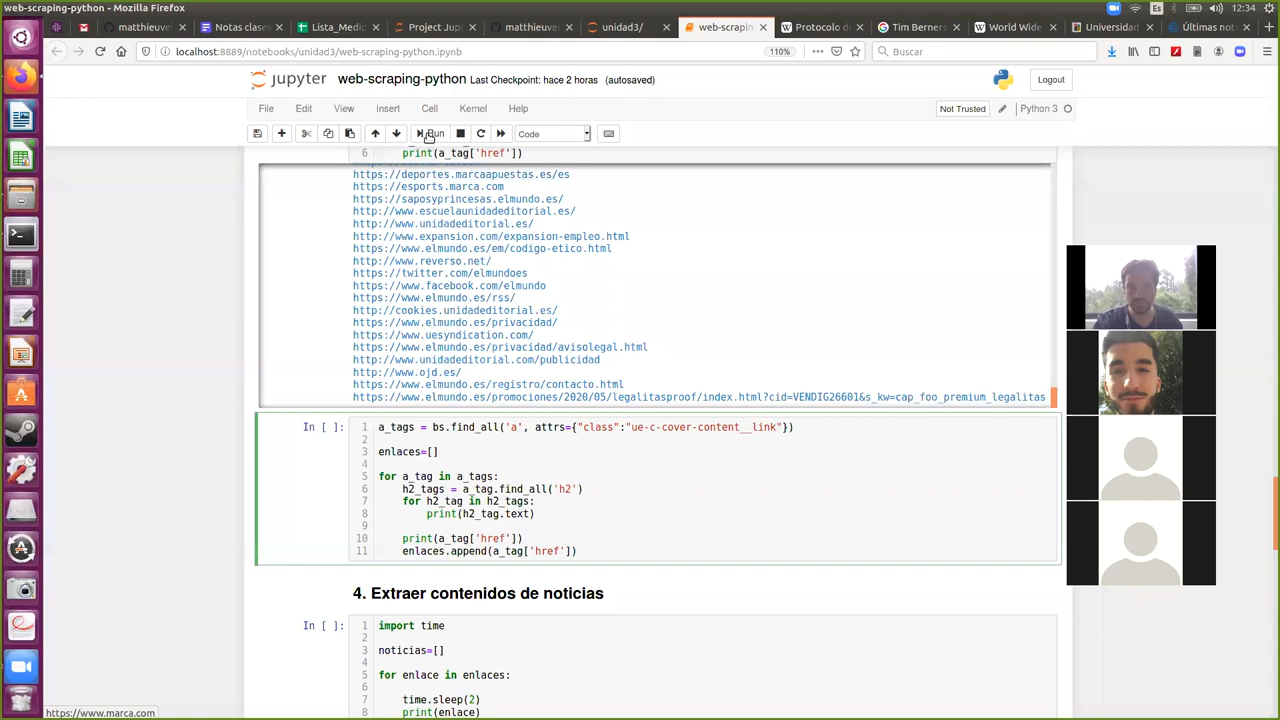 web-scraping-python - Mozilla Firefox
Es
12:34
matthieuve
Notas clases
Lista_Medic
Project Jup
matthieuve
unidad3/
web-scrapin
Protocolo de
Tim Berners
World Wide
Universidad
Últimas not
localhost:8889/notebooks/unidad3/web-scraping-python.ipynb
110%
Buscar
jupyter
web-scraping-python Last Checkpoint: hace 2 horas (autosaved)
Logout
File
Edit
View
Insert
Cell
Kernel
Help
Not Trusted
Python 3
Run
Code
6 print(a_tag['href'])
https://deportes.marcaapuestas.es/es
https://esports.marca.com
https://saposyprincesas.elmundo.es/
http://www.escuelaunidadeditorial.es/
http://www.unidadeditorial.es/
http://www.expansion.com/expansion-empleo.html
http://www.elmundo.es/em/codigo-etico.html
http://www.reverso.net/
https://twitter.com/elmundoes
https://www.facebook.com/elmundo
https://www.elmundo.es/rss/
http://cookies.unidadeditorial.es/
https://www.elmundo.es/privacidad/
https://www.uesyndication.com/
https://www.elmundo.es/privacidad/avisolegal.html
http://www.unidadeditorial.com/publicidad
http://www.ojd.es/
https://www.elmundo.es/registro/contacto.html
https://www.elmundo.es/promociones/2020/05/legalitasproof/index.html?cid=VENDIG26601&s_kw=cap_foo_premium_legalitas
In [ ]:
1 a_tags = bs.find_all('a', attrs={"class":"ue-c-cover-content__link"})
2
3 enlaces=[]
4
5 for a_tag in a_tags:
6 h2_tags = a_tag.find_all('h2')
7 for h2_tag in h2_tags:
8 print(h2_tag.text)
9
10 print(a_tag['href'])
11 enlaces.append(a_tag['href'])
4. Extraer contenidos de noticias
In [ ]:
1 import time
2
3 noticias=[]
4
5 for enlace in enlaces:
6
7 time.sleep(2)
8 print(enlace)
https://www.marca.com